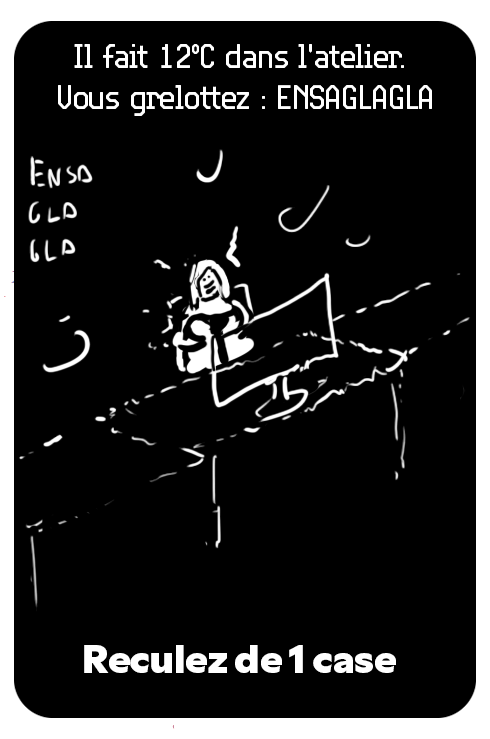 Il fait 12°C dans l'atelier.
Vous grelottez : ENSAGLAGLA
ENSA
GLA
GLA
Reculez de 1 case